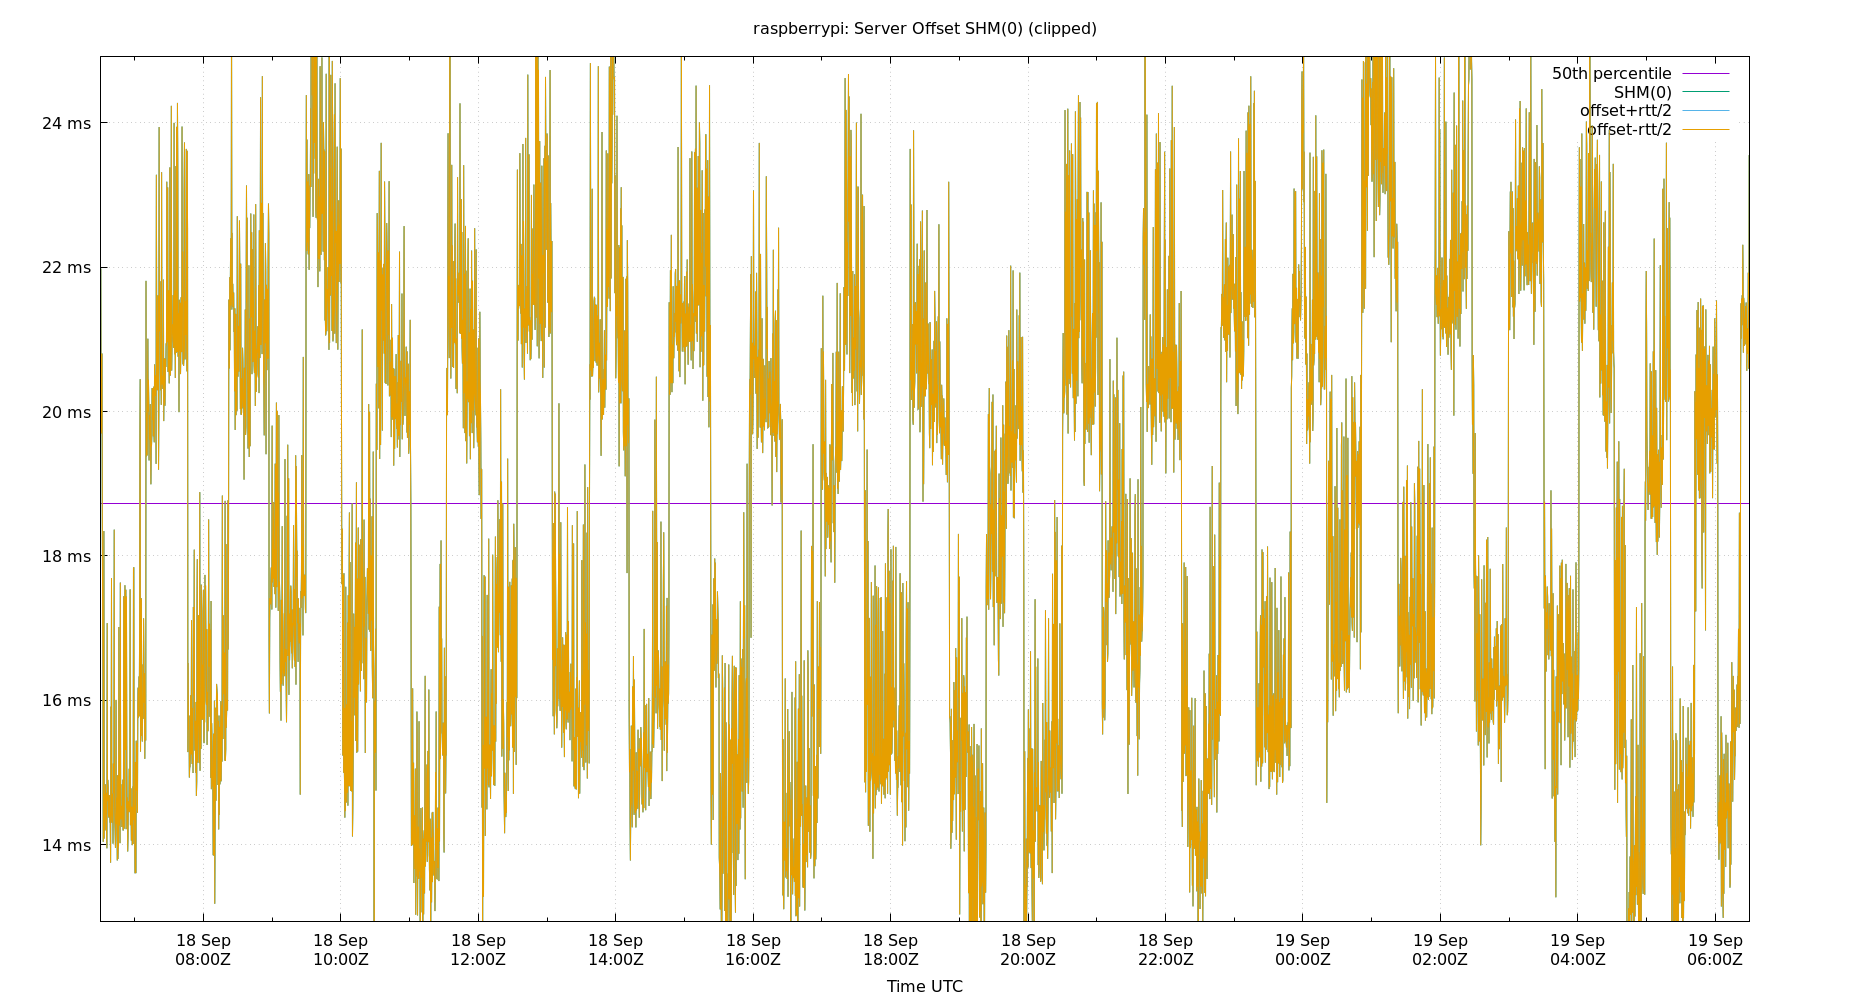 raspberrypi: Server Offset SHM(0) (clipped)
50th percentile
SHM(0)
offset+rtt/2
offset-rtt/2
24 ms
22 ms
20 ms
18 ms
16 ms
14 ms
18 Sep 18 Sep 18 Sep 18 Sep 18 Sep 18 Sep 18 Sep 18 Sep 19 Sep 19 Sep 19 Sep 19 Sep
08:00Z 10:00Z 12:00Z 14:00Z 16:00Z 18:00Z 20:00Z 22:00Z 00:00Z 02:00Z 04:00Z 06:00Z
Time UTC